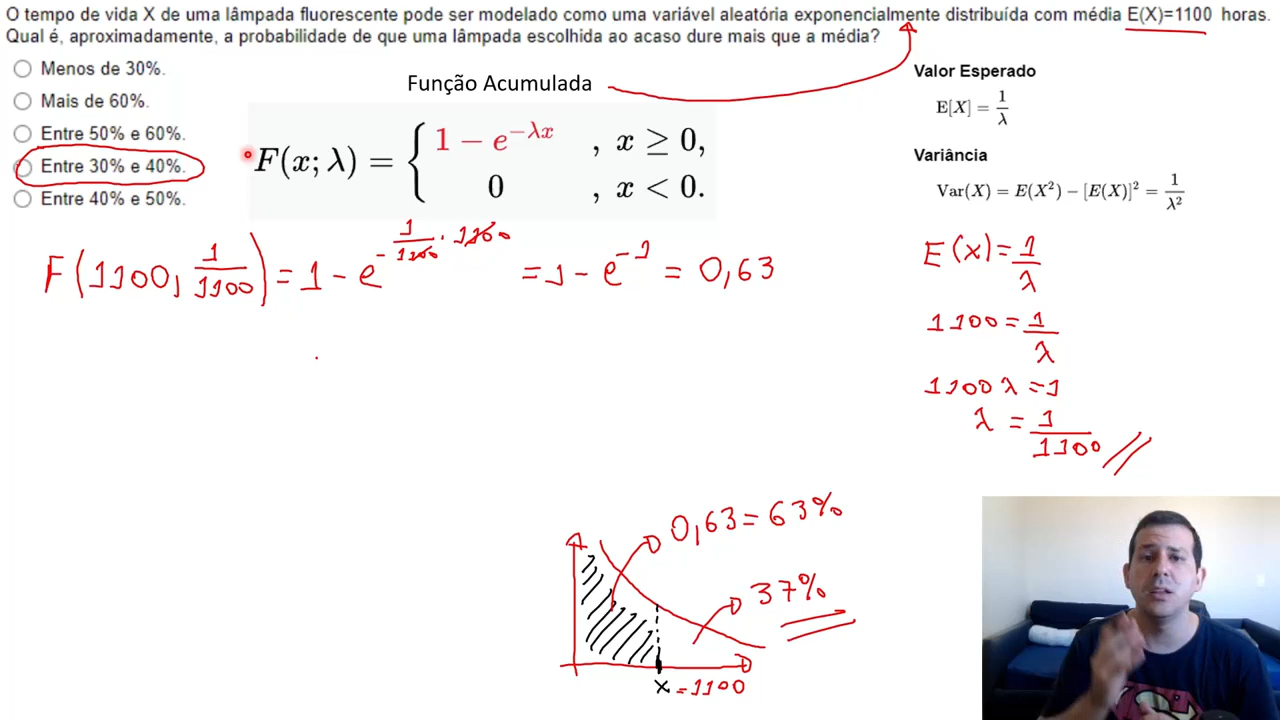 O tempo de vida X de uma lâmpada fluorescente pode ser modelado como uma variável aleatória exponencialmente distribuída com média E(X)=1100 horas.
Qual é, aproximadamente, a probabilidade de que uma lâmpada escolhida ao acaso dure mais que a média?
Menos de 30%.
Mais de 60%.
Entre 50% e 60%.
Entre 30% e 40%.
Entre 40% e 50%.
Função Acumulada
F(x; λ) = { 1 − e^{−λx} , x ≥ 0,
0 , x < 0.
Valor Esperado
E[X] = 1/λ
Variância
Var(X) = E(X²) − [E(X)]² = 1/λ²
F(1100, 1/1100) = 1 − e^{−1/1100 · 1100} = 1 − e^{−1} = 0,63
E(x) = 1/λ
1100 = 1/λ
1100 λ = 1
λ = 1/1100 //
0,63 = 63%
37%
x = 1100